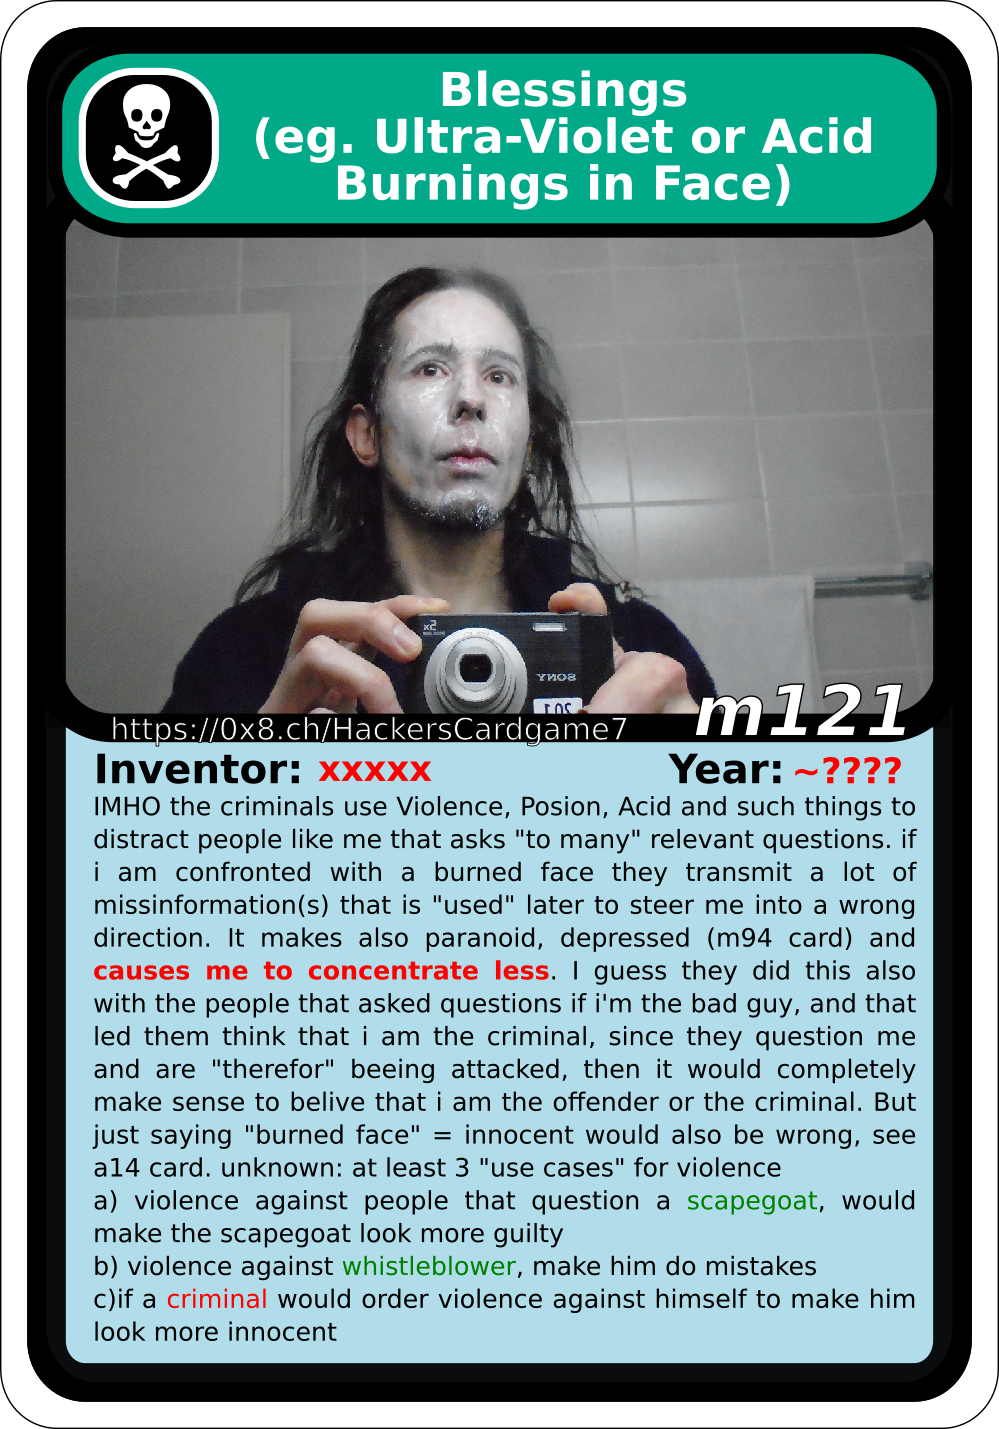 Blessings
(eg. Ultra-Violet or Acid
Burnings in Face)
x2
SONY
20.1
https://0x8.ch/HackersCardgame7
m121
Inventor: xxxxx Year: ~????
IMHO the criminals use Violence, Posion, Acid and such things to
distract people like me that asks "to many" relevant questions. if
i am confronted with a burned face they transmit a lot of
missinformation(s) that is "used" later to steer me into a wrong
direction. It makes also paranoid, depressed (m94 card) and
causes me to concentrate less. I guess they did this also
with the people that asked questions if i'm the bad guy, and that
led them think that i am the criminal, since they question me
and are "therefor" beeing attacked, then it would completely
make sense to belive that i am the offender or the criminal. But
just saying "burned face" = innocent would also be wrong, see
a14 card. unknown: at least 3 "use cases" for violence
a) violence against people that question a scapegoat, would
make the scapegoat look more guilty
b) violence against whistleblower, make him do mistakes
c)if a criminal would order violence against himself to make him
look more innocent